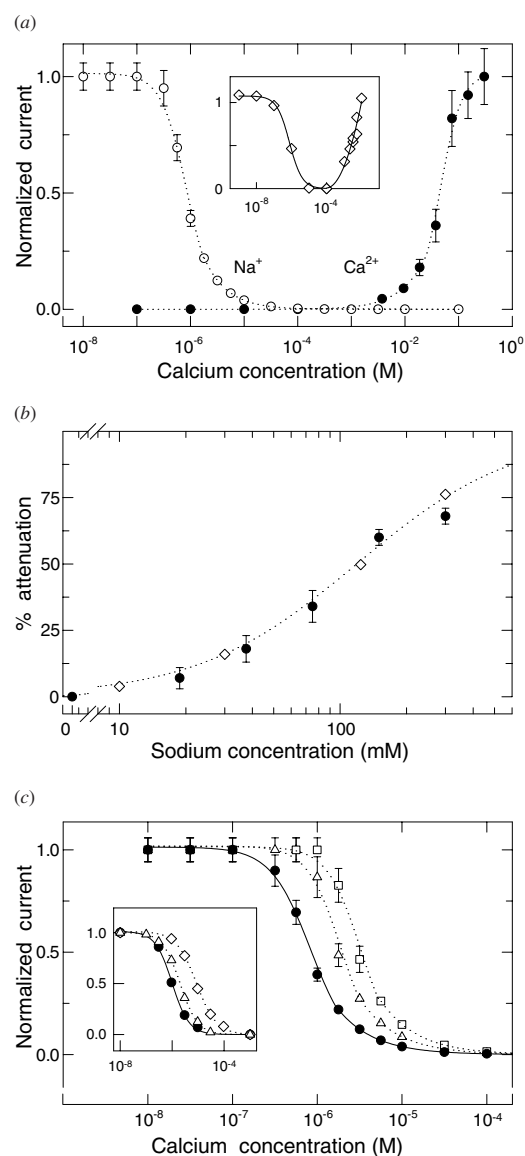 (a)
Normalized current
1.0
0.5
0.0
1
0
10⁻⁸ 10⁻⁴
Na⁺ Ca²⁺
10⁻⁸ 10⁻⁶ 10⁻⁴ 10⁻² 10⁰
Calcium concentration (M)
(b)
% attenuation
75
50
25
0
0 10 100
Sodium concentration (mM)
(c)
Normalized current
1.0
0.5
0.0
1.0
0.5
0.0
10⁻⁸ 10⁻⁴
10⁻⁸ 10⁻⁷ 10⁻⁶ 10⁻⁵ 10⁻⁴
Calcium concentration (M)